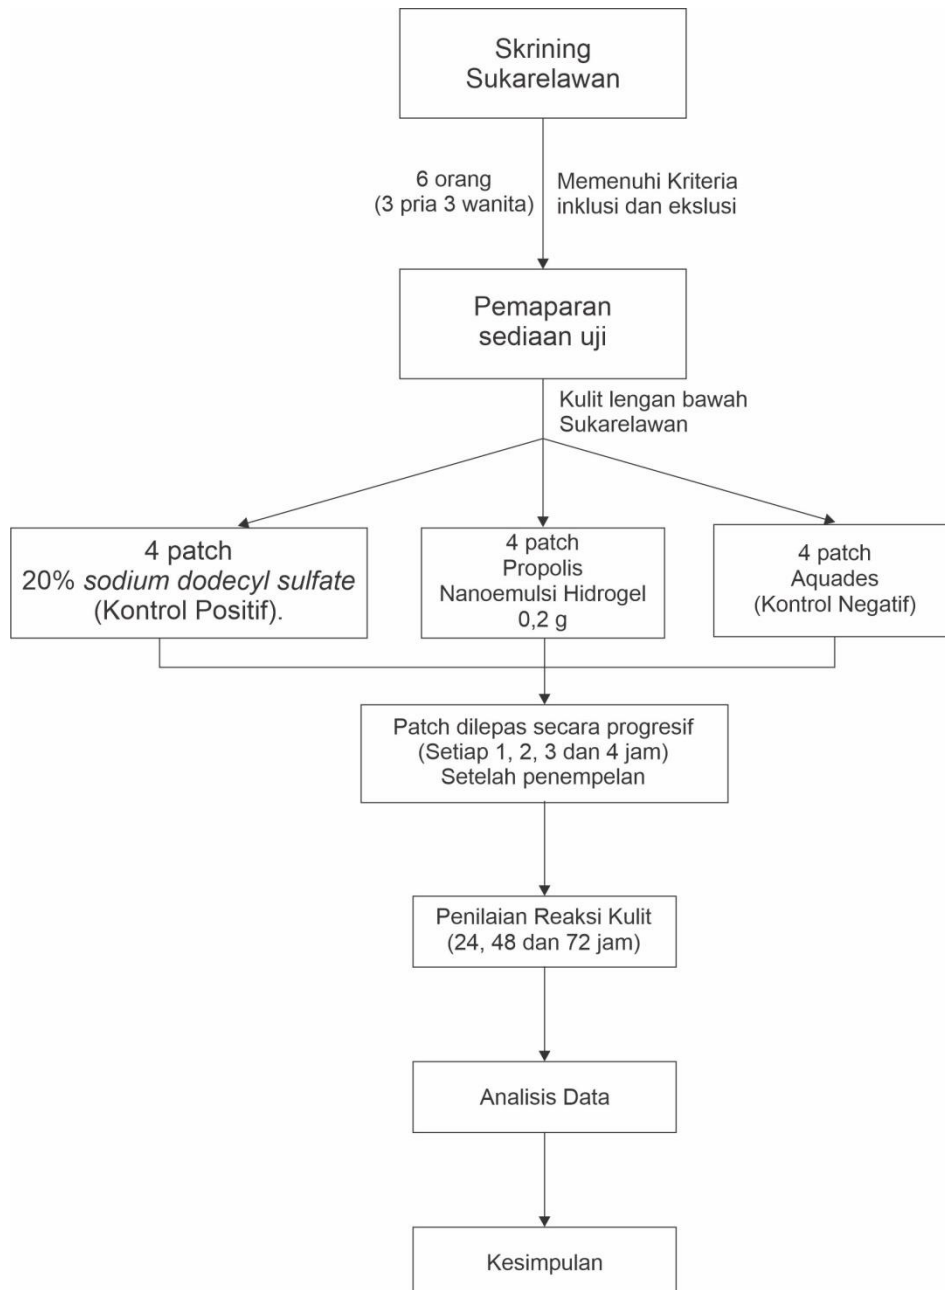 Skrining
Sukarelawan
6 orang
(3 pria 3 wanita)
Memenuhi Kriteria
inklusi dan ekslusi
Pemaparan
sediaan uji
Kulit lengan bawah
Sukarelawan
4 patch
20% sodium dodecyl sulfate
(Kontrol Positif).
4 patch
Propolis
Nanoemulsi Hidrogel
0,2 g
4 patch
Aquades
(Kontrol Negatif)
Patch dilepas secara progresif
(Setiap 1, 2, 3 dan 4 jam)
Setelah penempelan
Penilaian Reaksi Kulit
(24, 48 dan 72 jam)
Analisis Data
Kesimpulan